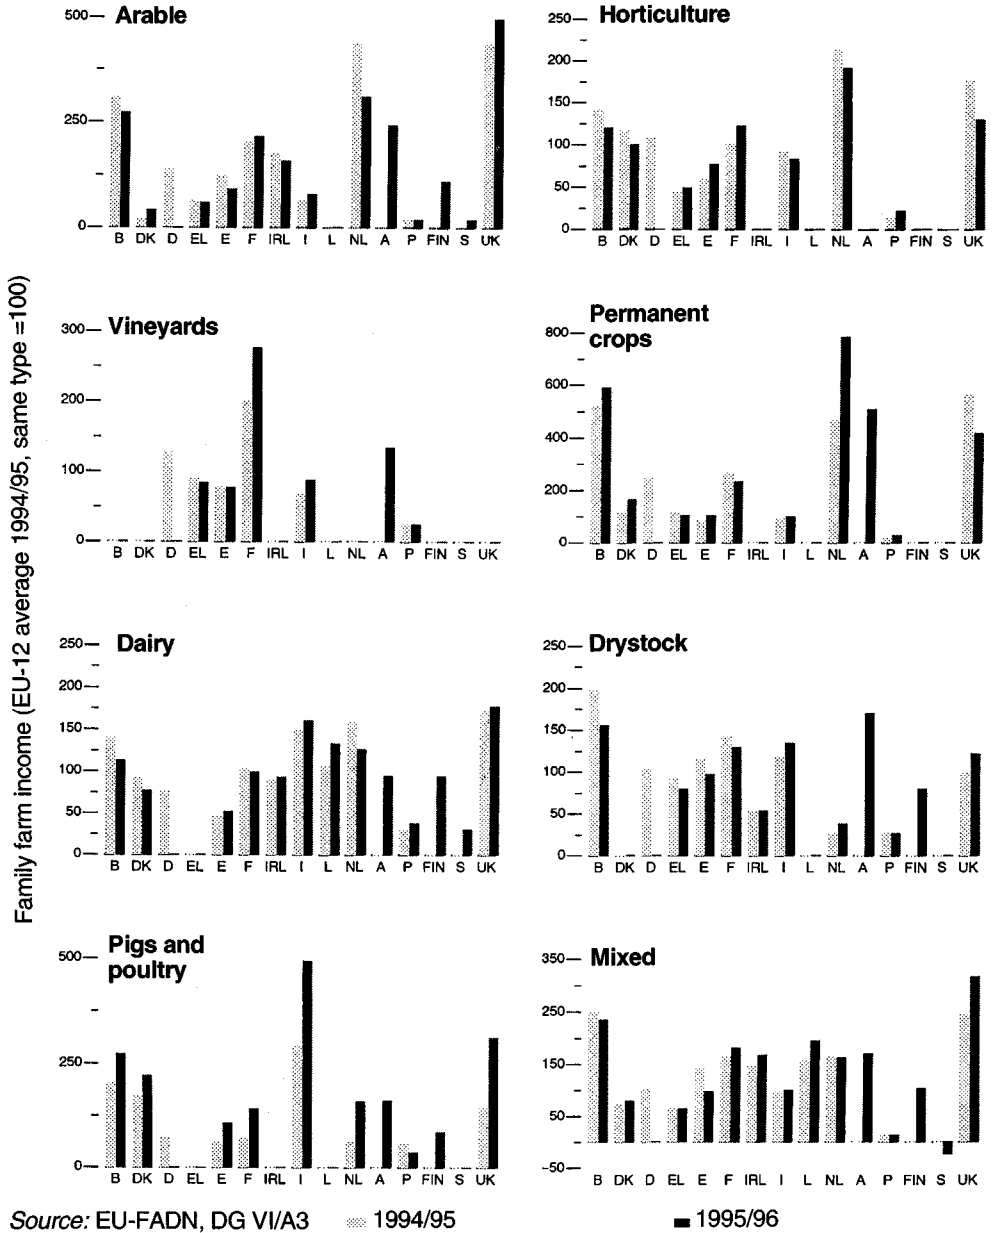 Family farm income (EU-12 average 1994/95, same type =100)
Arable
500
250
0
B DK D EL E F IRL I L NL A P FIN S UK
Horticulture
250
200
150
100
50
0
B DK D EL E F IRL I L NL A P FIN S UK
Vineyards
300
200
100
0
B DK D EL E F IRL I L NL A P FIN S UK
Permanent
crops
800
600
400
200
0
B DK D EL E F IRL I L NL A P FIN S UK
Dairy
250
200
150
100
50
0
B DK D EL E F IRL I L NL A P FIN S UK
Drystock
250
200
150
100
50
0
B DK D EL E F IRL I L NL A P FIN S UK
Pigs and
poultry
500
250
0
B DK D EL E F IRL I L NL A P FIN S UK
Mixed
350
250
150
50
-50
B DK D EL E F IRL I L NL A P FIN S UK
Source: EU-FADN, DG VI/A3 1994/95 1995/96